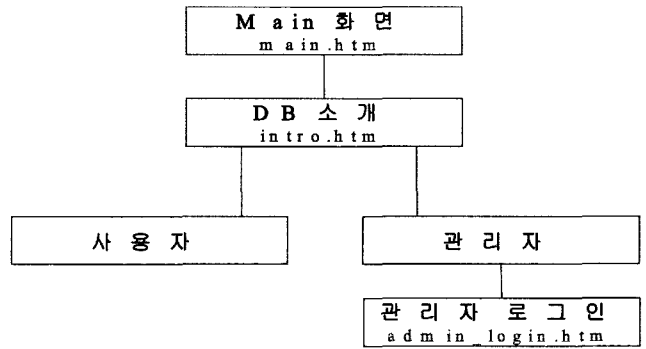 Main 화면
main.htm
DB 소개
intro.htm
사용자
관리자
관리자 로그인
admin_login.htm